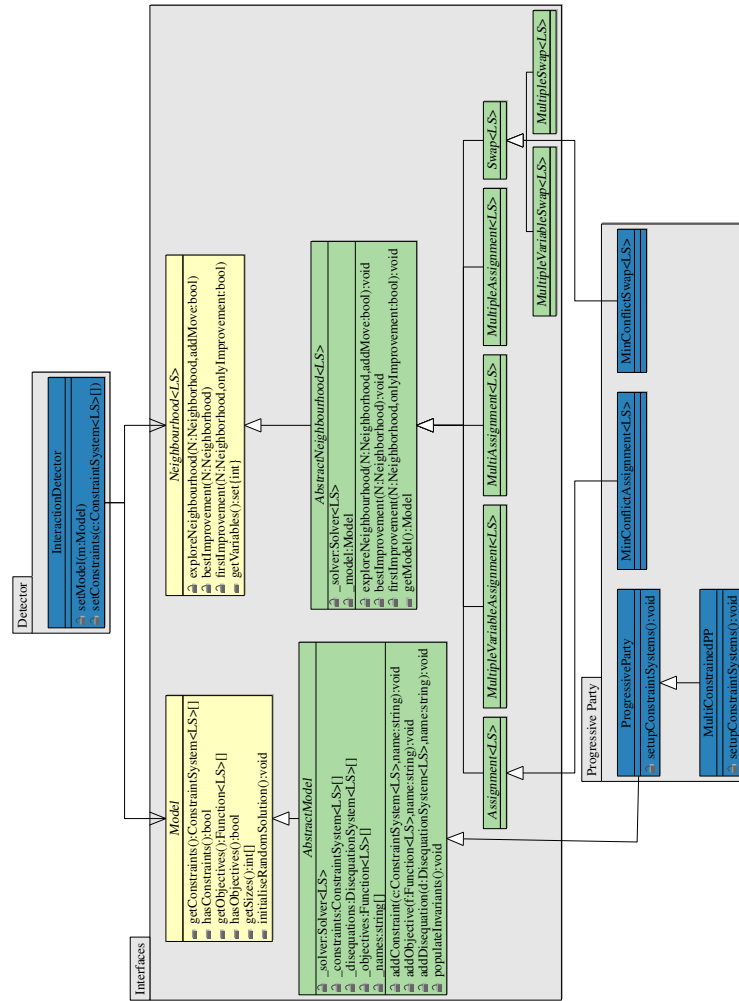 Detector
InteractionDetector
setModel(m:Model)
setConstraints(c:ConstraintSystem<LS>[])
Interfaces
Model
getConstraints():ConstraintSystem<LS>[]
hasConstraints():bool
getObjectives():Function<LS>[]
hasObjectives():bool
getSizes():int[]
initialiseRandomSolution():void
Neighbourhood<LS>
exploreNeighbourhood(N:Neighborhood,addMove:bool)
bestImprovement(N:Neighborhood)
firstImprovement(N:Neighborhood,onlyImprovement:bool)
getVariables():set{int}
AbstractModel
_solver:Solver<LS>
_constraints:ConstraintSystem<LS>[]
_disequations:DisequationSystem<LS>[]
_objectives:Function<LS>[]
_names:string[]
addConstraint(c:ConstraintSystem<LS>,name:string):void
addObjective(f:Function<LS>,name:string):void
addDisequation(d:DisequationSystem<LS>,name:string):void
populateInvariants():void
AbstractNeighbourhood<LS>
_solver:Solver<LS>
_model:Model
exploreNeighbourhood(N:Neighborhood,addMove:bool):void
bestImprovement(N:Neighborhood):void
firstImprovement(N:Neighborhood,onlyImprovement:bool):void
getModel():Model
Assignment<LS>
MultipleVariableAssignment<LS>
MultiAssignment<LS>
MultipleAssignment<LS>
Swap<LS>
MultipleVariableSwap<LS>
MultipleSwap<LS>
Progressive Party
ProgressiveParty
setupConstraintSystems():void
MinConflictAssignment<LS>
MinConflictSwap<LS>
MultiConstrainedPP
setupConstraintSystems():void